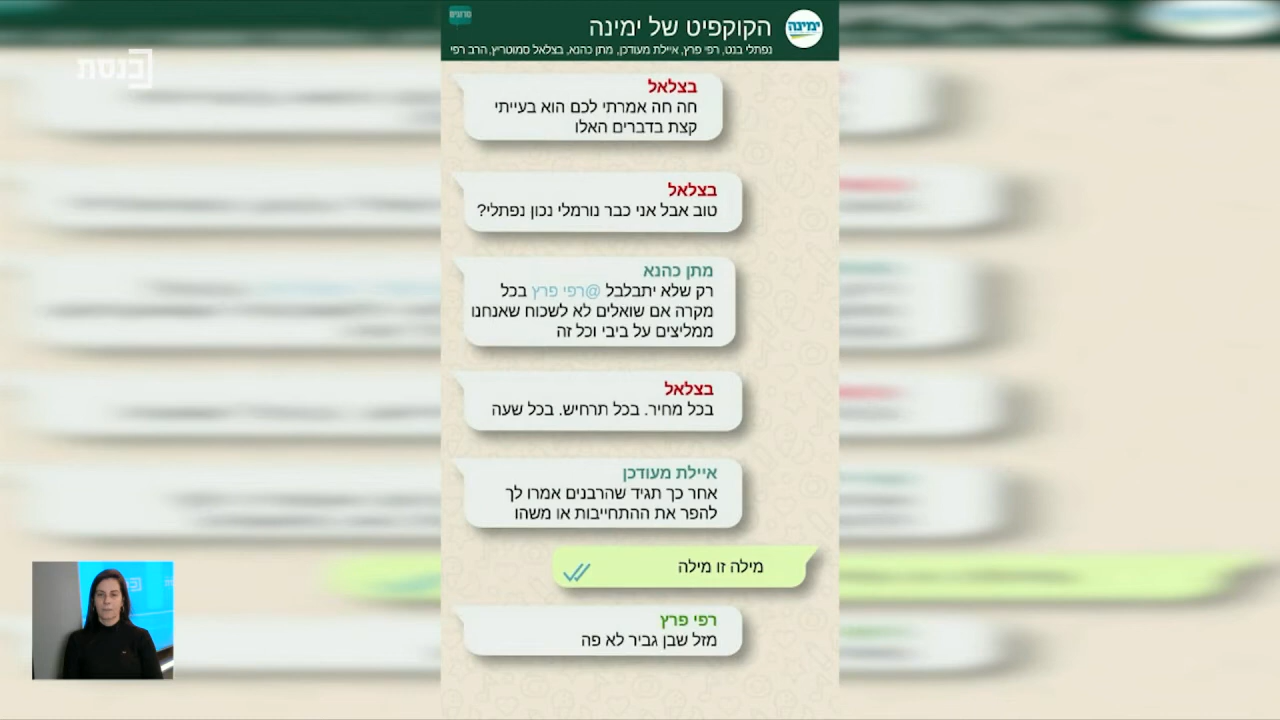 סרוגים
הקוקפיט של ימינה
ימינה
נפתלי בנט, רפי פרץ, איילת מעודכן, מתן כהנא, בצלאל סמוטריץ, הרב רפי
כנסת
בצלאל
חה חה אמרתי לכם הוא בעייתי
קצת בדברים האלו
בצלאל
טוב אבל אני כבר נורמלי נכון נפתלי?
מתן כהנא
רק שלא יתבלבל @רפי פרץ בכל
מקרה אם שואלים לא לשכוח שאנחנו
ממליצים על ביבי וכל זה
בצלאל
בכל מחיר. בכל תרחיש. בכל שעה
איילת מעודכן
אחר כך תגיד שהרבנים אמרו לך
להפר את ההתחייבות או משהו
מילה זו מילה
רפי פרץ
מזל שבן גביר לא פה